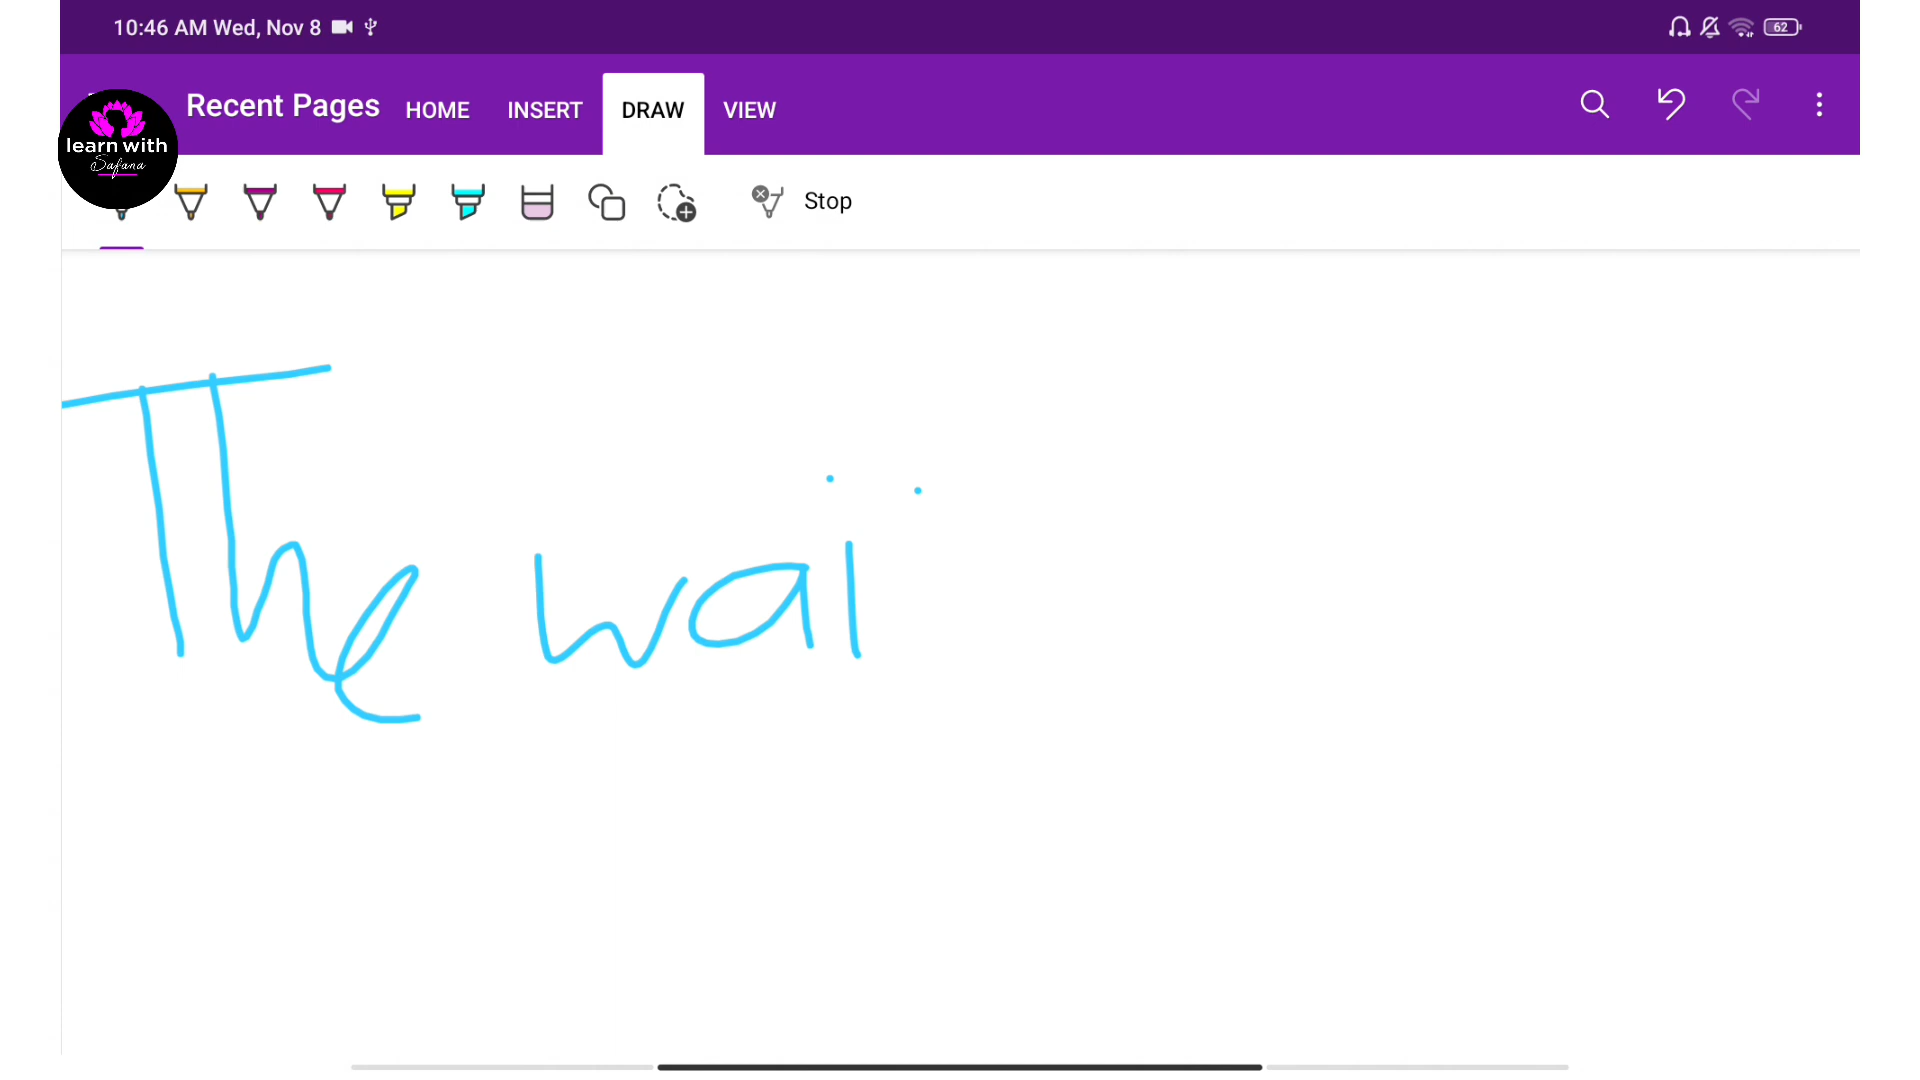 10:46 AM Wed, Nov 8 62
Recent Pages HOME INSERT DRAW VIEW
learn with
Safana
Stop
The wai